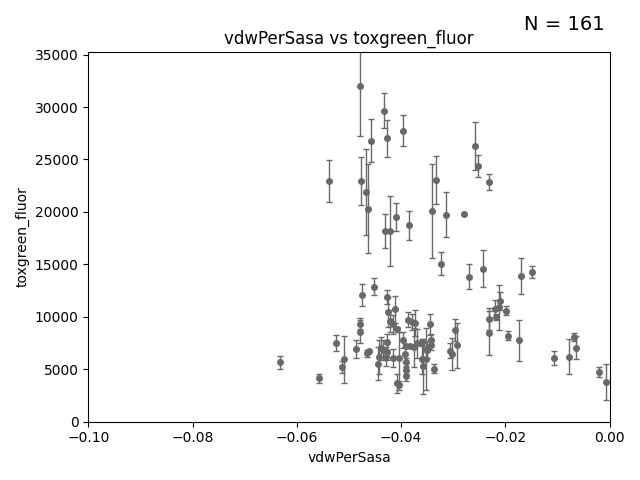 N = 161
vdwPerSasa vs toxgreen_fluor
toxgreen_fluor
35000
30000
25000
20000
15000
10000
5000
0
−0.10 −0.08 −0.06 −0.04 −0.02 0.00
vdwPerSasa